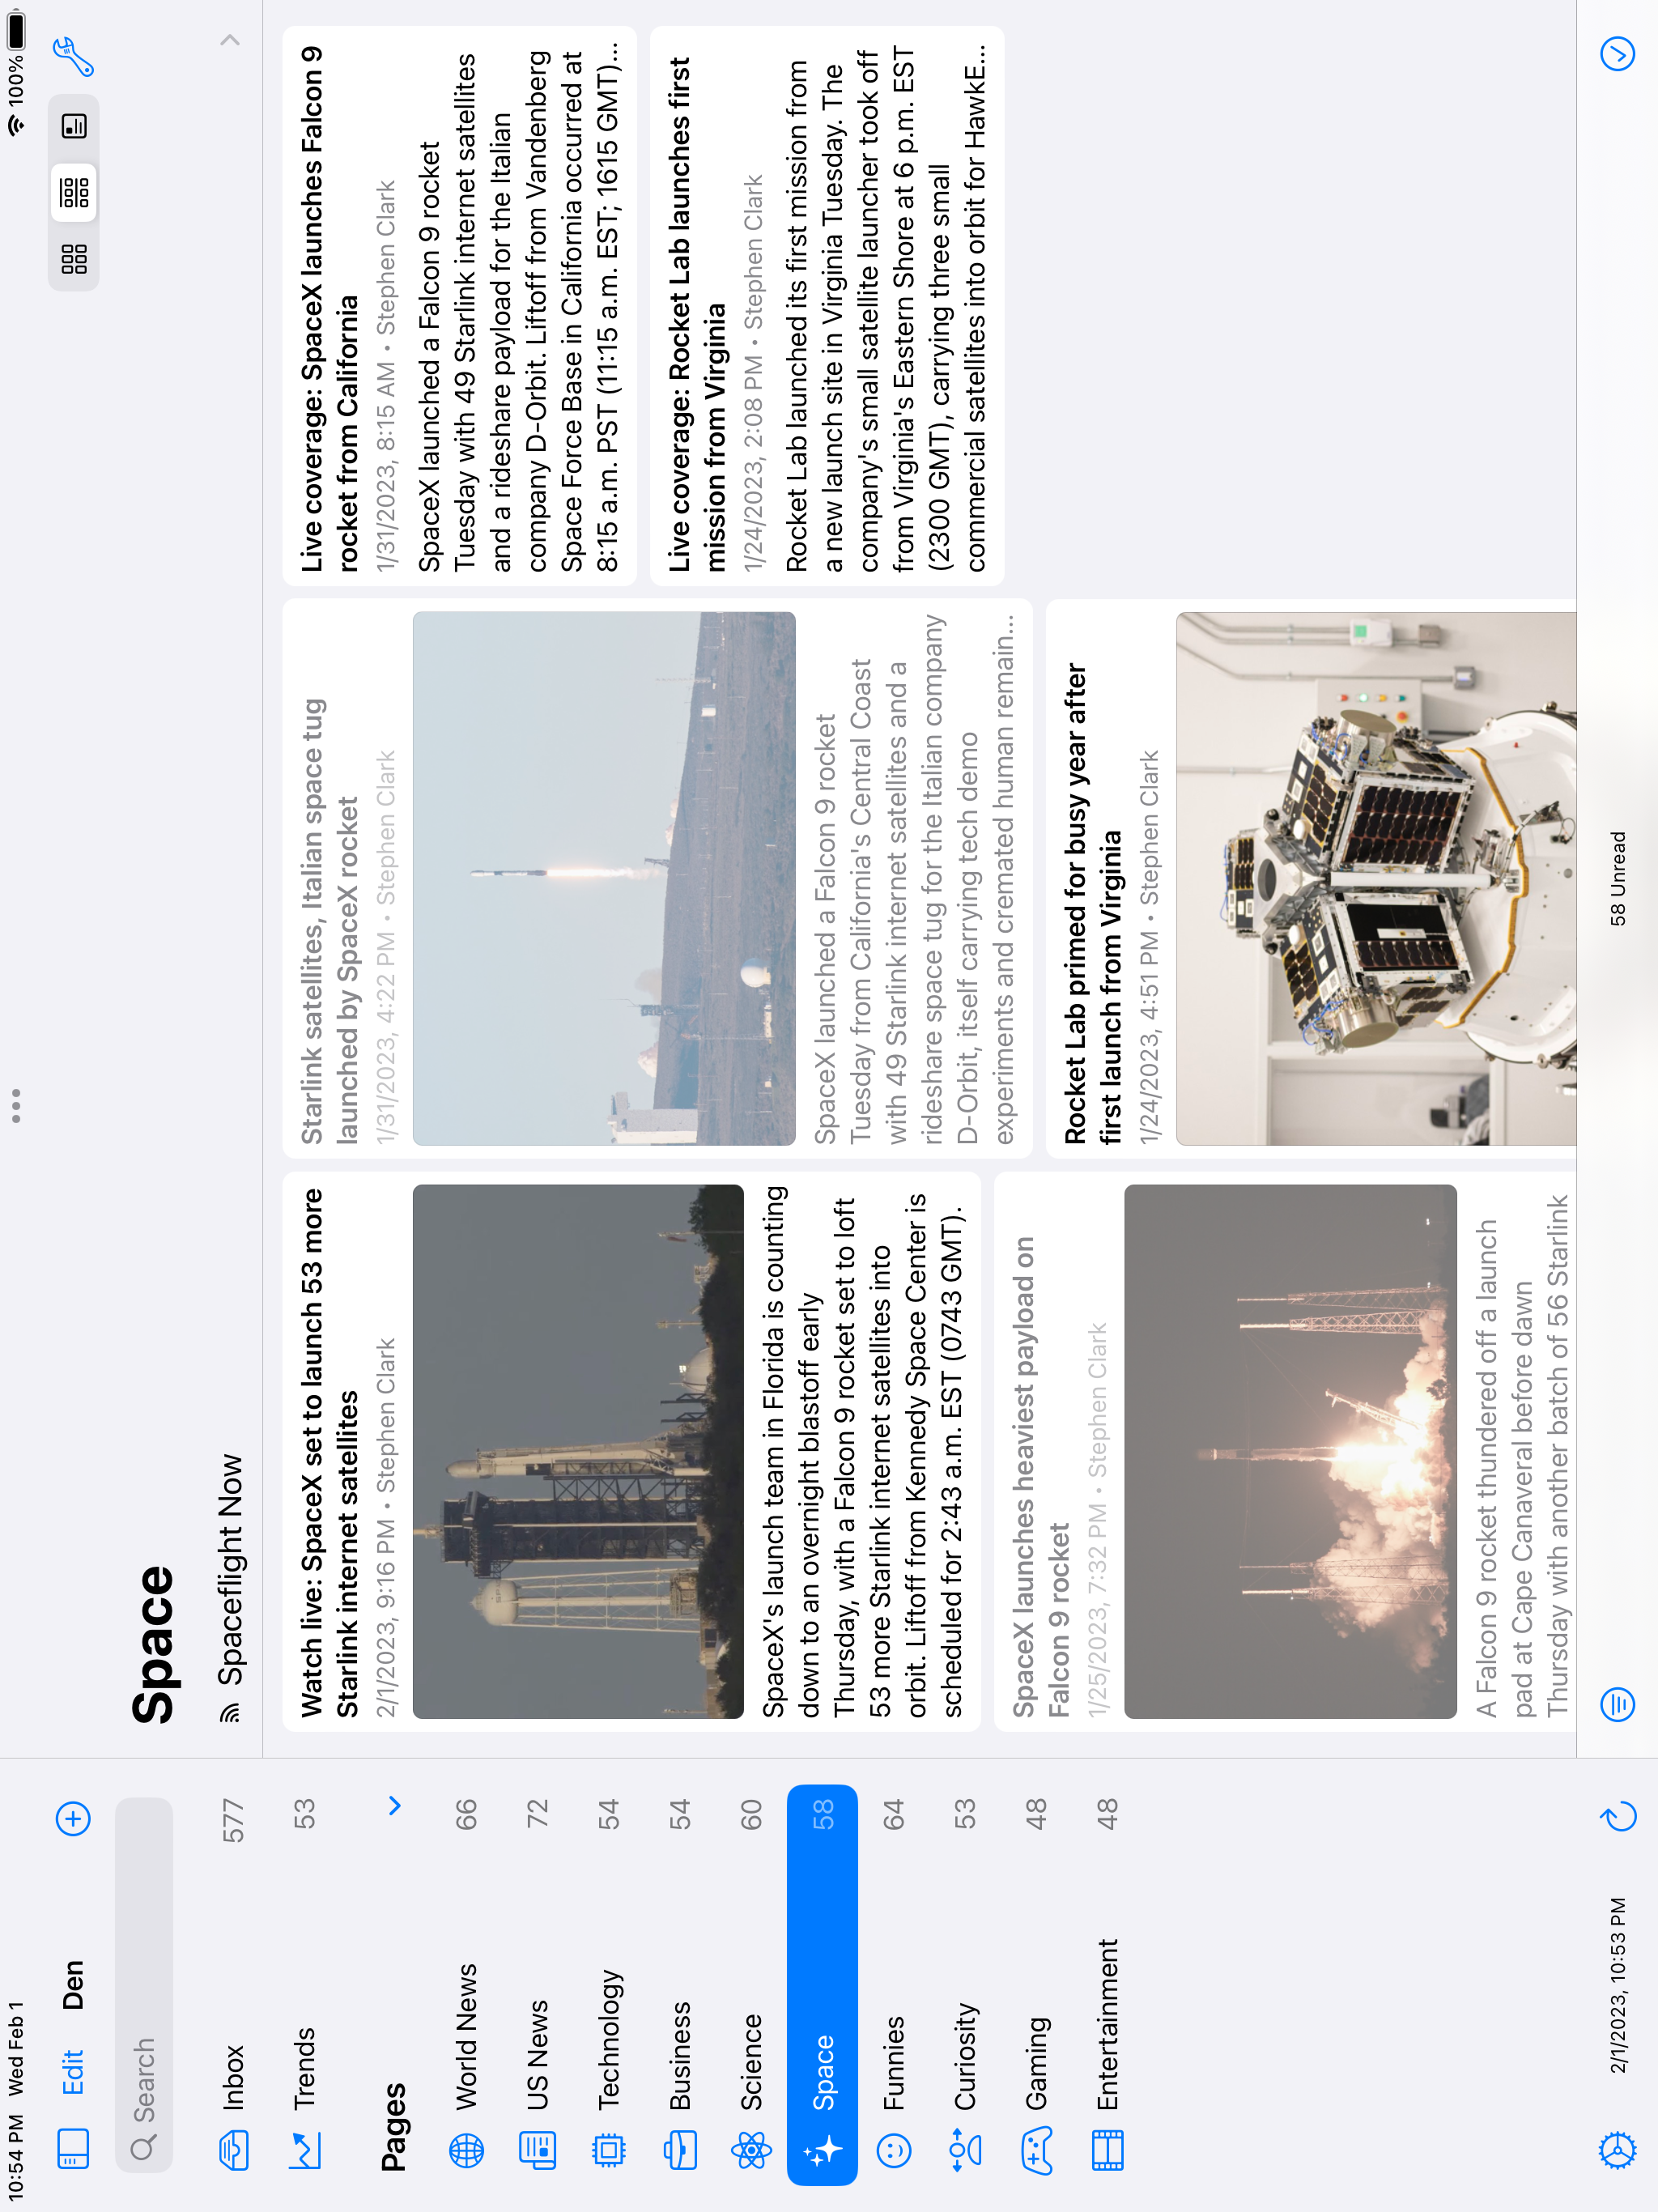 10:54 PM Wed Feb 1
100%
Edit
Den
Search
Inbox 577
Trends 53
Pages
World News 66
US News 72
Technology 54
Business 54
Science 60
Space 58
Funnies 64
Curiosity 53
Gaming 48
Entertainment 48
2/1/2023, 10:53 PM
Space
Spaceflight Now
Watch live: SpaceX set to launch 53 more
Starlink internet satellites
2/1/2023, 9:16 PM • Stephen Clark
SpaceX's launch team in Florida is counting
down to an overnight blastoff early
Thursday, with a Falcon 9 rocket set to loft
53 more Starlink internet satellites into
orbit. Liftoff from Kennedy Space Center is
scheduled for 2:43 a.m. EST (0743 GMT).
SpaceX launches heaviest payload on
Falcon 9 rocket
1/25/2023, 7:32 PM • Stephen Clark
A Falcon 9 rocket thundered off a launch
pad at Cape Canaveral before dawn
Thursday with another batch of 56 Starlink
Starlink satellites, Italian space tug
launched by SpaceX rocket
1/31/2023, 4:22 PM • Stephen Clark
SpaceX launched a Falcon 9 rocket
Tuesday from California's Central Coast
with 49 Starlink internet satellites and a
rideshare space tug for the Italian company
D-Orbit, itself carrying tech demo
experiments and cremated human remain...
Rocket Lab primed for busy year after
first launch from Virginia
1/24/2023, 4:51 PM • Stephen Clark
Live coverage: SpaceX launches Falcon 9
rocket from California
1/31/2023, 8:15 AM • Stephen Clark
SpaceX launched a Falcon 9 rocket
Tuesday with 49 Starlink internet satellites
and a rideshare payload for the Italian
company D-Orbit. Liftoff from Vandenberg
Space Force Base in California occurred at
8:15 a.m. PST (11:15 a.m. EST; 1615 GMT)...
Live coverage: Rocket Lab launches first
mission from Virginia
1/24/2023, 2:08 PM • Stephen Clark
Rocket Lab launched its first mission from
a new launch site in Virginia Tuesday. The
company's small satellite launcher took off
from Virginia's Eastern Shore at 6 p.m. EST
(2300 GMT), carrying three small
commercial satellites into orbit for HawkE...
58 Unread